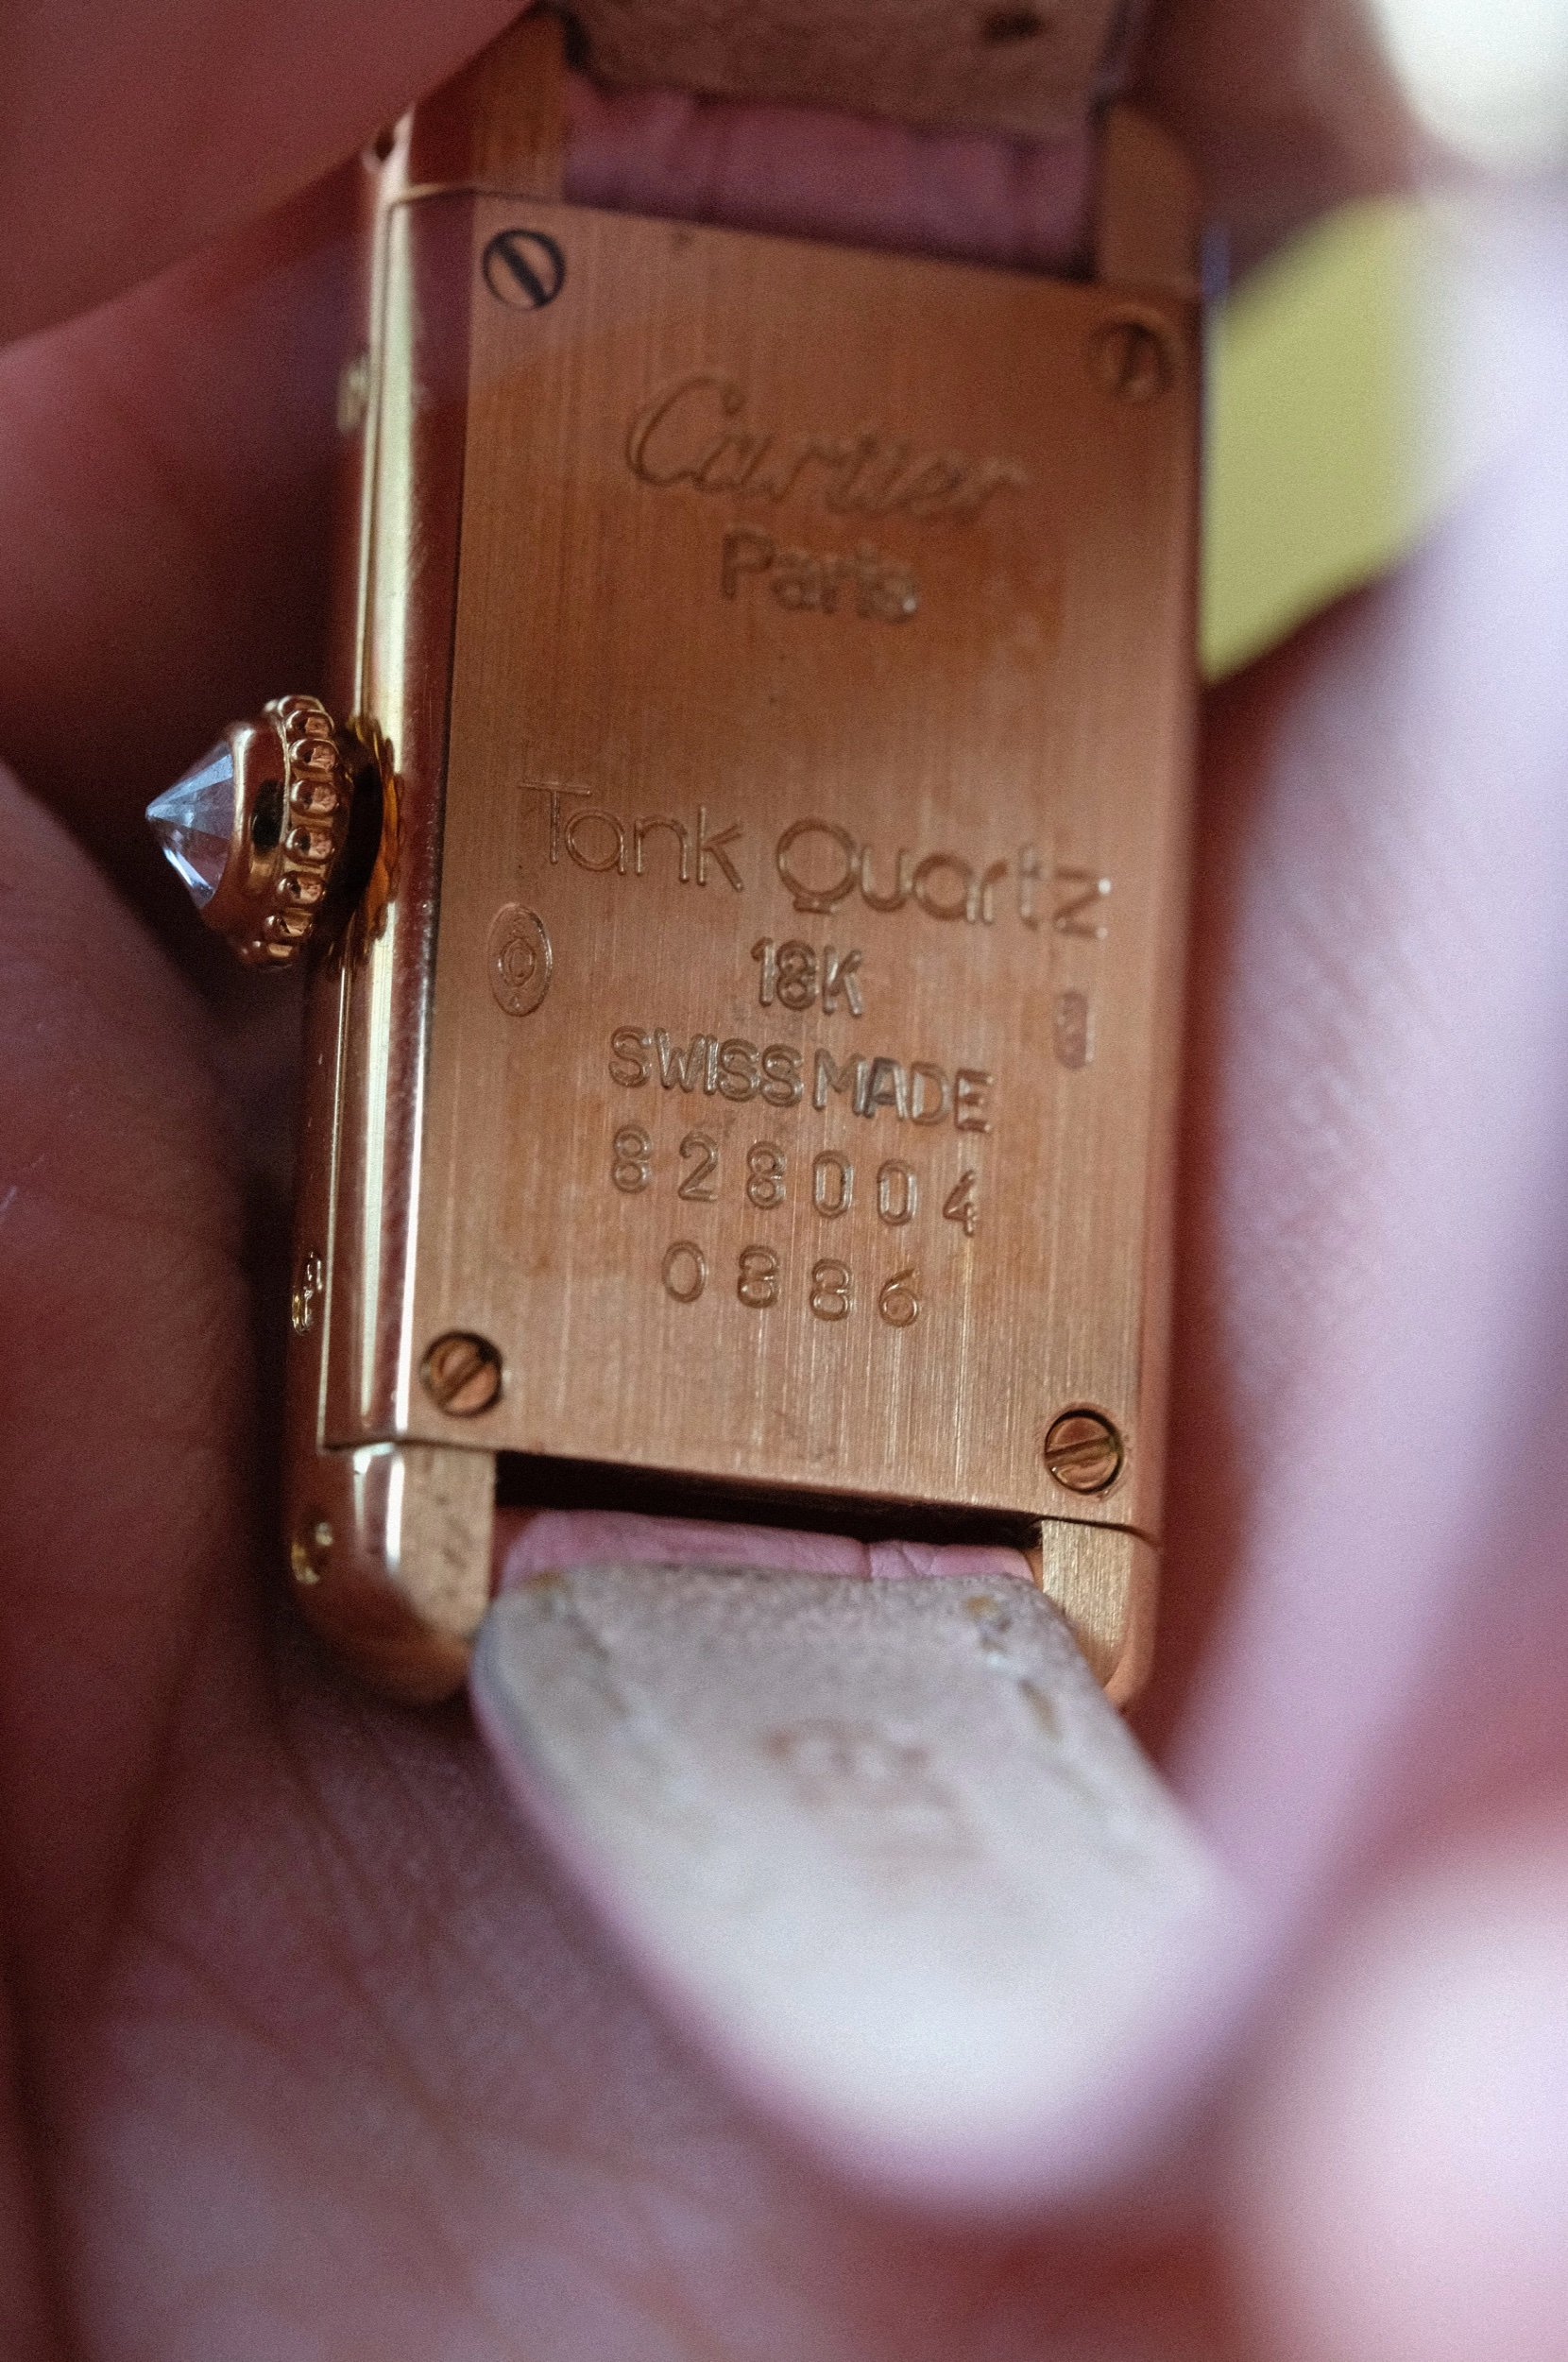 Cartier
Paris
Tank Quartz
18K
SWISS MADE
828004
0886